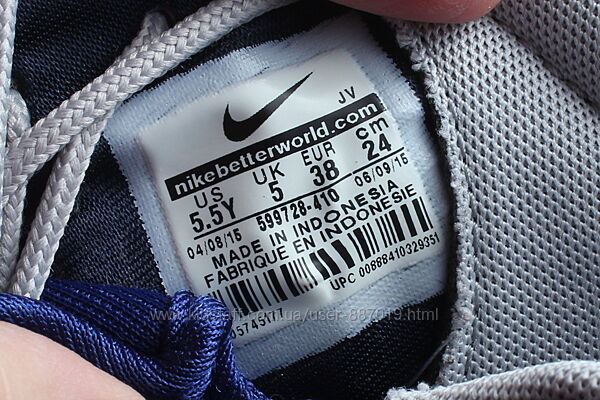 JV
nikebetterworld.com
US UK EUR cm
5.5Y 5 38 24
599728-410
04/08/15 06/09/15
MADE IN INDONESIA
FABRIQUE EN INDONESIE
UPC 00888410329351